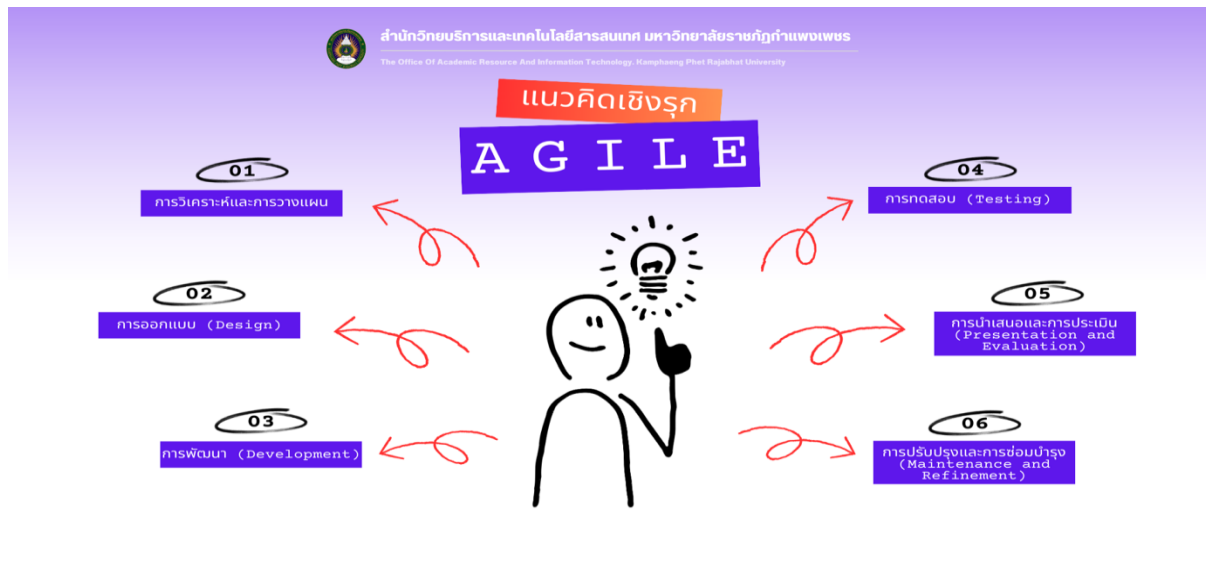 สำนักวิทยบริการและเทคโนโลยีสารสนเทศ มหาวิทยาลัยราชภัฏกำแพงเพชร
The Office Of Academic Resource And Information Technology. Kamphaeng Phet Rajabhat University
แนวคิดเชิงรุก
AGILE
01
การวิเคราะห์และการวางแผน
02
การออกแบบ (Design)
03
การพัฒนา (Development)
04
การทดสอบ (Testing)
05
การนำเสนอและการประเมิน
(Presentation and
Evaluation)
06
การปรับปรุงและการซ่อมบำรุง
(Maintenance and
Refinement)